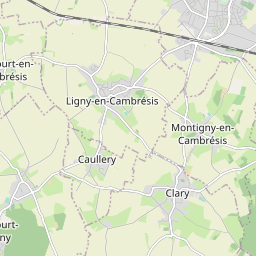 ourt-en-
brésis
Ligny-en-Cambrésis
Montigny-en-
Cambrésis
Caullery
Clary
ourt-
ny